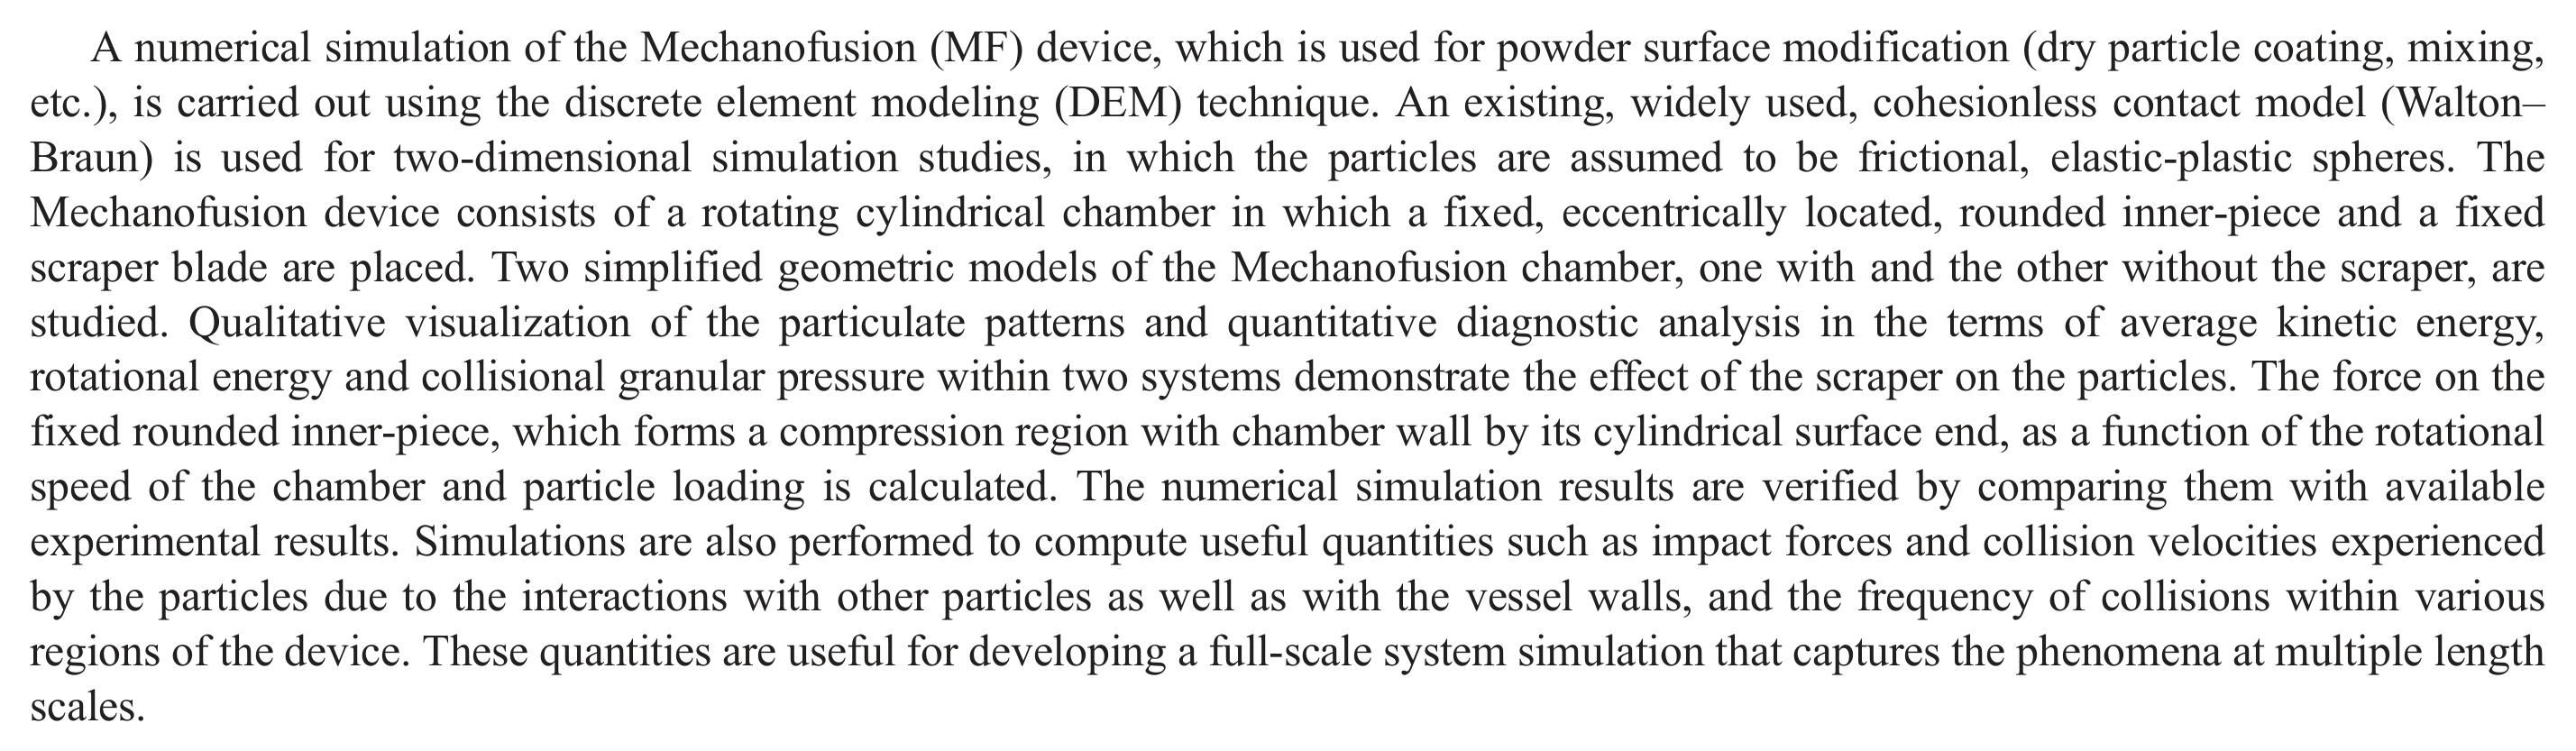 A numerical simulation of the Mechanofusion (MF) device, which is used for powder surface modification (dry particle coating, mixing,
etc.), is carried out using the discrete element modeling (DEM) technique. An existing, widely used, cohesionless contact model (Walton–
Braun) is used for two-dimensional simulation studies, in which the particles are assumed to be frictional, elastic-plastic spheres. The
Mechanofusion device consists of a rotating cylindrical chamber in which a fixed, eccentrically located, rounded inner-piece and a fixed
scraper blade are placed. Two simplified geometric models of the Mechanofusion chamber, one with and the other without the scraper, are
studied. Qualitative visualization of the particulate patterns and quantitative diagnostic analysis in the terms of average kinetic energy,
rotational energy and collisional granular pressure within two systems demonstrate the effect of the scraper on the particles. The force on the
fixed rounded inner-piece, which forms a compression region with chamber wall by its cylindrical surface end, as a function of the rotational
speed of the chamber and particle loading is calculated. The numerical simulation results are verified by comparing them with available
experimental results. Simulations are also performed to compute useful quantities such as impact forces and collision velocities experienced
by the particles due to the interactions with other particles as well as with the vessel walls, and the frequency of collisions within various
regions of the device. These quantities are useful for developing a full-scale system simulation that captures the phenomena at multiple length
scales.